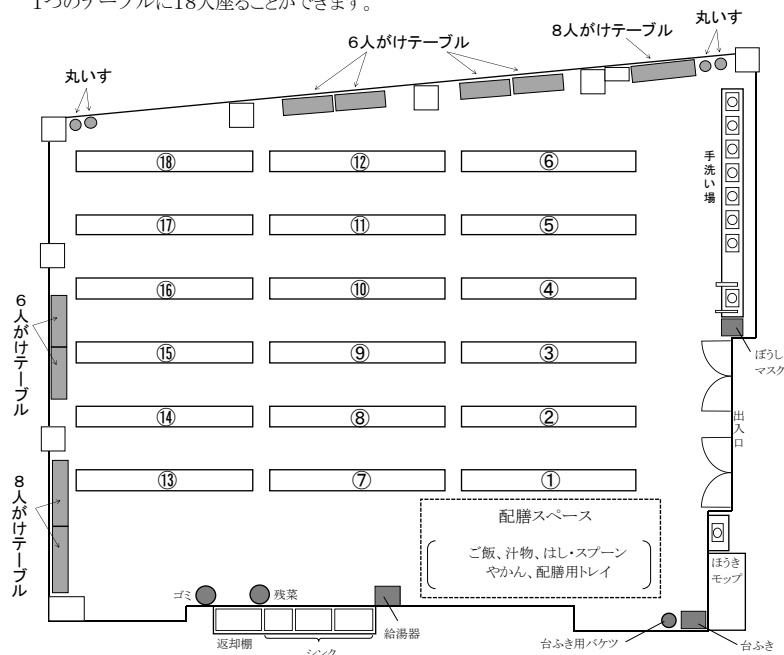 1つのテーブルに18人座ることができます。
6人がけテーブル
8人がけテーブル
丸いす
丸いす
⑱
⑫
⑥
手洗い場
⑰
⑪
⑤
⑯
⑩
④
6人がけテーブル
⑮
⑨
③
ぼうし
マスク
⑭
⑧
②
出入口
8人がけテーブル
⑬
⑦
①
配膳スペース
ご飯、汁物、はし・スプーン
やかん、配膳用トレイ
ほうき
モップ
ゴミ
残菜
給湯器
返却棚
シンク
台ふき用バケツ
台ふき